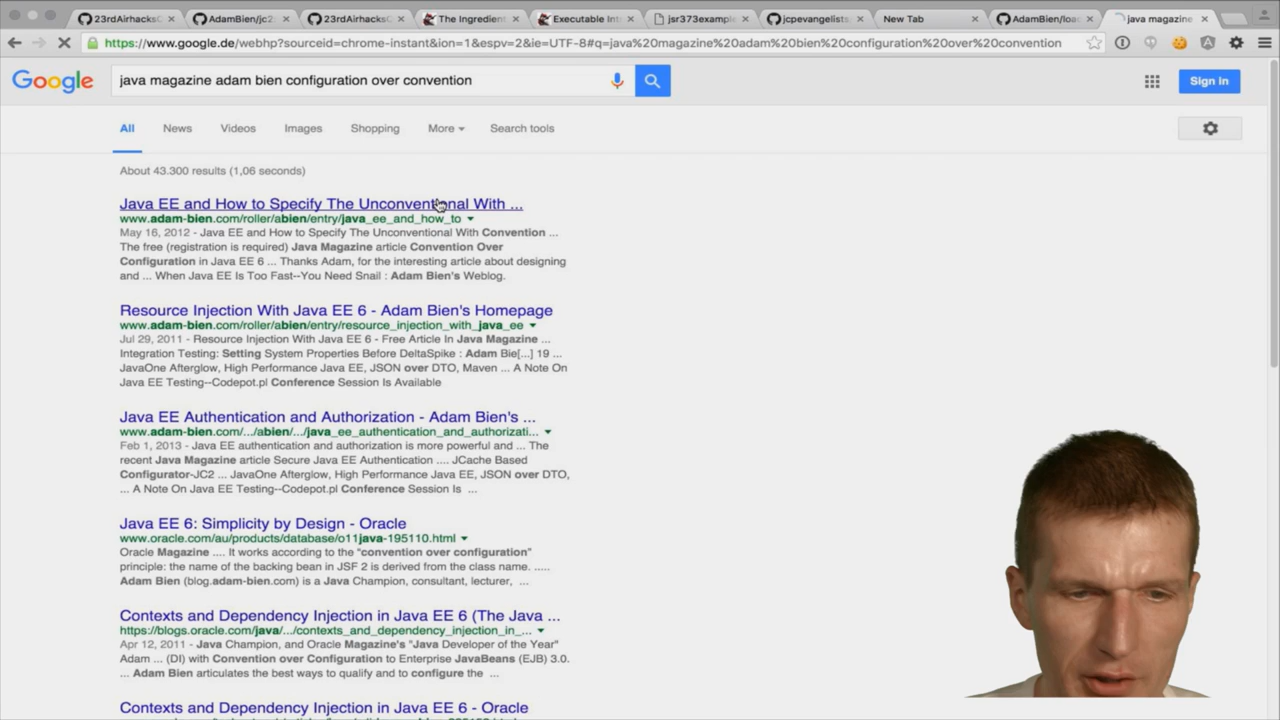 23rdAirhacksC
AdamBien/jc2:
23rdAirhacksC
The Ingredien
Executable Int
jsr373example
jcpevangelists
New Tab
AdamBien/loa
java magazine
https://www.google.de/webhp?sourceid=chrome-instant&ion=1&espv=2&ie=UTF-8#q=java%20magazine%20adam%20bien%20configuration%20over%20convention
Google
java magazine adam bien configuration over convention
Sign in
All News Videos Images Shopping More Search tools
About 43.300 results (1,06 seconds)
Java EE and How to Specify The Unconventional With ...
www.adam-bien.com/roller/abien/entry/java_ee_and_how_to
May 16, 2012 - Java EE and How to Specify The Unconventional With Convention ...
The free (registration is required) Java Magazine article Convention Over
Configuration in Java EE 6 ... Thanks Adam, for the interesting article about designing
and ... When Java EE Is Too Fast--You Need Snail : Adam Bien's Weblog.
Resource Injection With Java EE 6 - Adam Bien's Homepage
www.adam-bien.com/roller/abien/entry/resource_injection_with_java_ee
Jul 29, 2011 - Resource Injection With Java EE 6 - Free Article In Java Magazine ...
Integration Testing: Setting System Properties Before DeltaSpike : Adam Bie[...] 19 ...
JavaOne Afterglow, High Performance Java EE, JSON over DTO, Maven ... A Note On
Java EE Testing--Codepot.pl Conference Session Is Available
Java EE Authentication and Authorization - Adam Bien's ...
www.adam-bien.com/.../abien/.../java_ee_authentication_and_authorizati...
Feb 1, 2013 - Java EE authentication and authorization is more powerful and ... The
recent Java Magazine article Secure Java EE Authentication .... JCache Based
Configurator-JC2 ... JavaOne Afterglow, High Performance Java EE, JSON over DTO,
... A Note On Java EE Testing--Codepot.pl Conference Session Is ...
Java EE 6: Simplicity by Design - Oracle
www.oracle.com/au/products/database/o11java-195110.html
Oracle Magazine .... It works according to the "convention over configuration"
principle: the name of the backing bean in JSF 2 is derived from the class name. .....
Adam Bien (blog.adam-bien.com) is a Java Champion, consultant, lecturer, ...
Contexts and Dependency Injection in Java EE 6 (The Java ...
https://blogs.oracle.com/java/.../contexts_and_dependency_injection_in_...
Apr 12, 2011 - Java Champion, and Oracle Magazine's "Java Developer of the Year"
Adam ... (DI) with Convention over Configuration to Enterprise JavaBeans (EJB) 3.0.
... Adam Bien articulates the best ways to qualify and to configure the ...
Contexts and Dependency Injection in Java EE 6 - Oracle